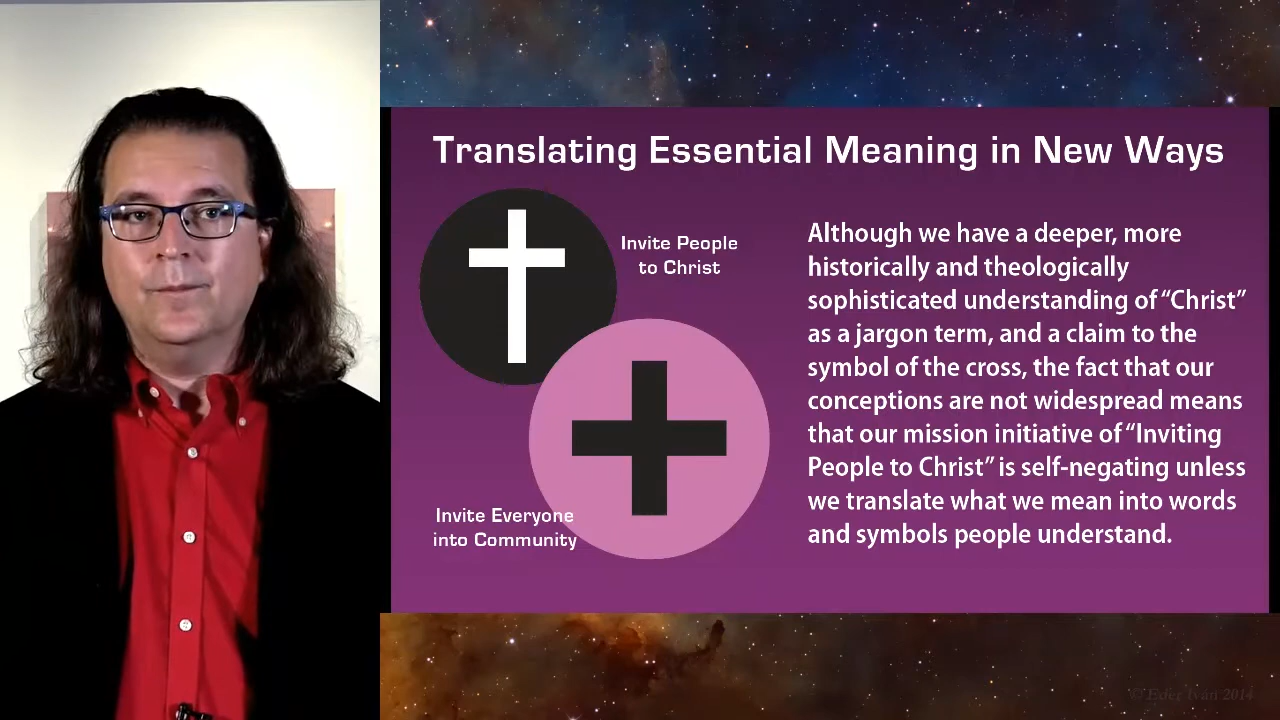 Translating Essential Meaning in New Ways
Invite People
to Christ
Invite Everyone
into Community
Although we have a deeper, more
historically and theologically
sophisticated understanding of “Christ”
as a jargon term, and a claim to the
symbol of the cross, the fact that our
conceptions are not widespread means
that our mission initiative of “Inviting
People to Christ” is self-negating unless
we translate what we mean into words
and symbols people understand.
© Eder Iván 2014